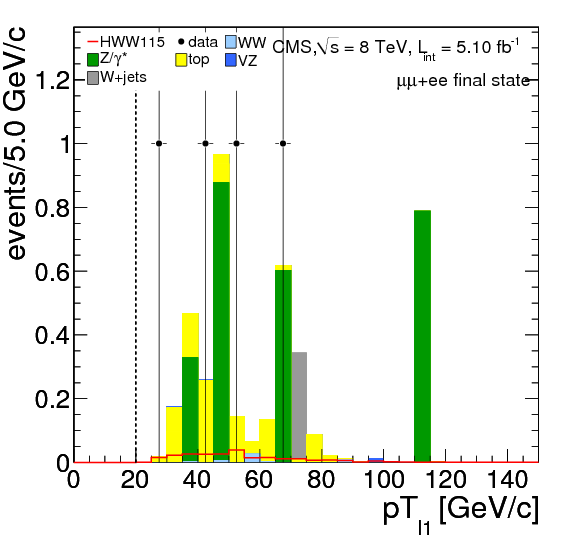 HWW115 data WW CMS,√s = 8 TeV, L_int = 5.10 fb⁻¹
Z/γ* top VZ
W+jets μμ+ee final state
events/5.0 GeV/c
1.2
1
0.8
0.6
0.4
0.2
0
0 20 40 60 80 100 120 140
pT_l1 [GeV/c]